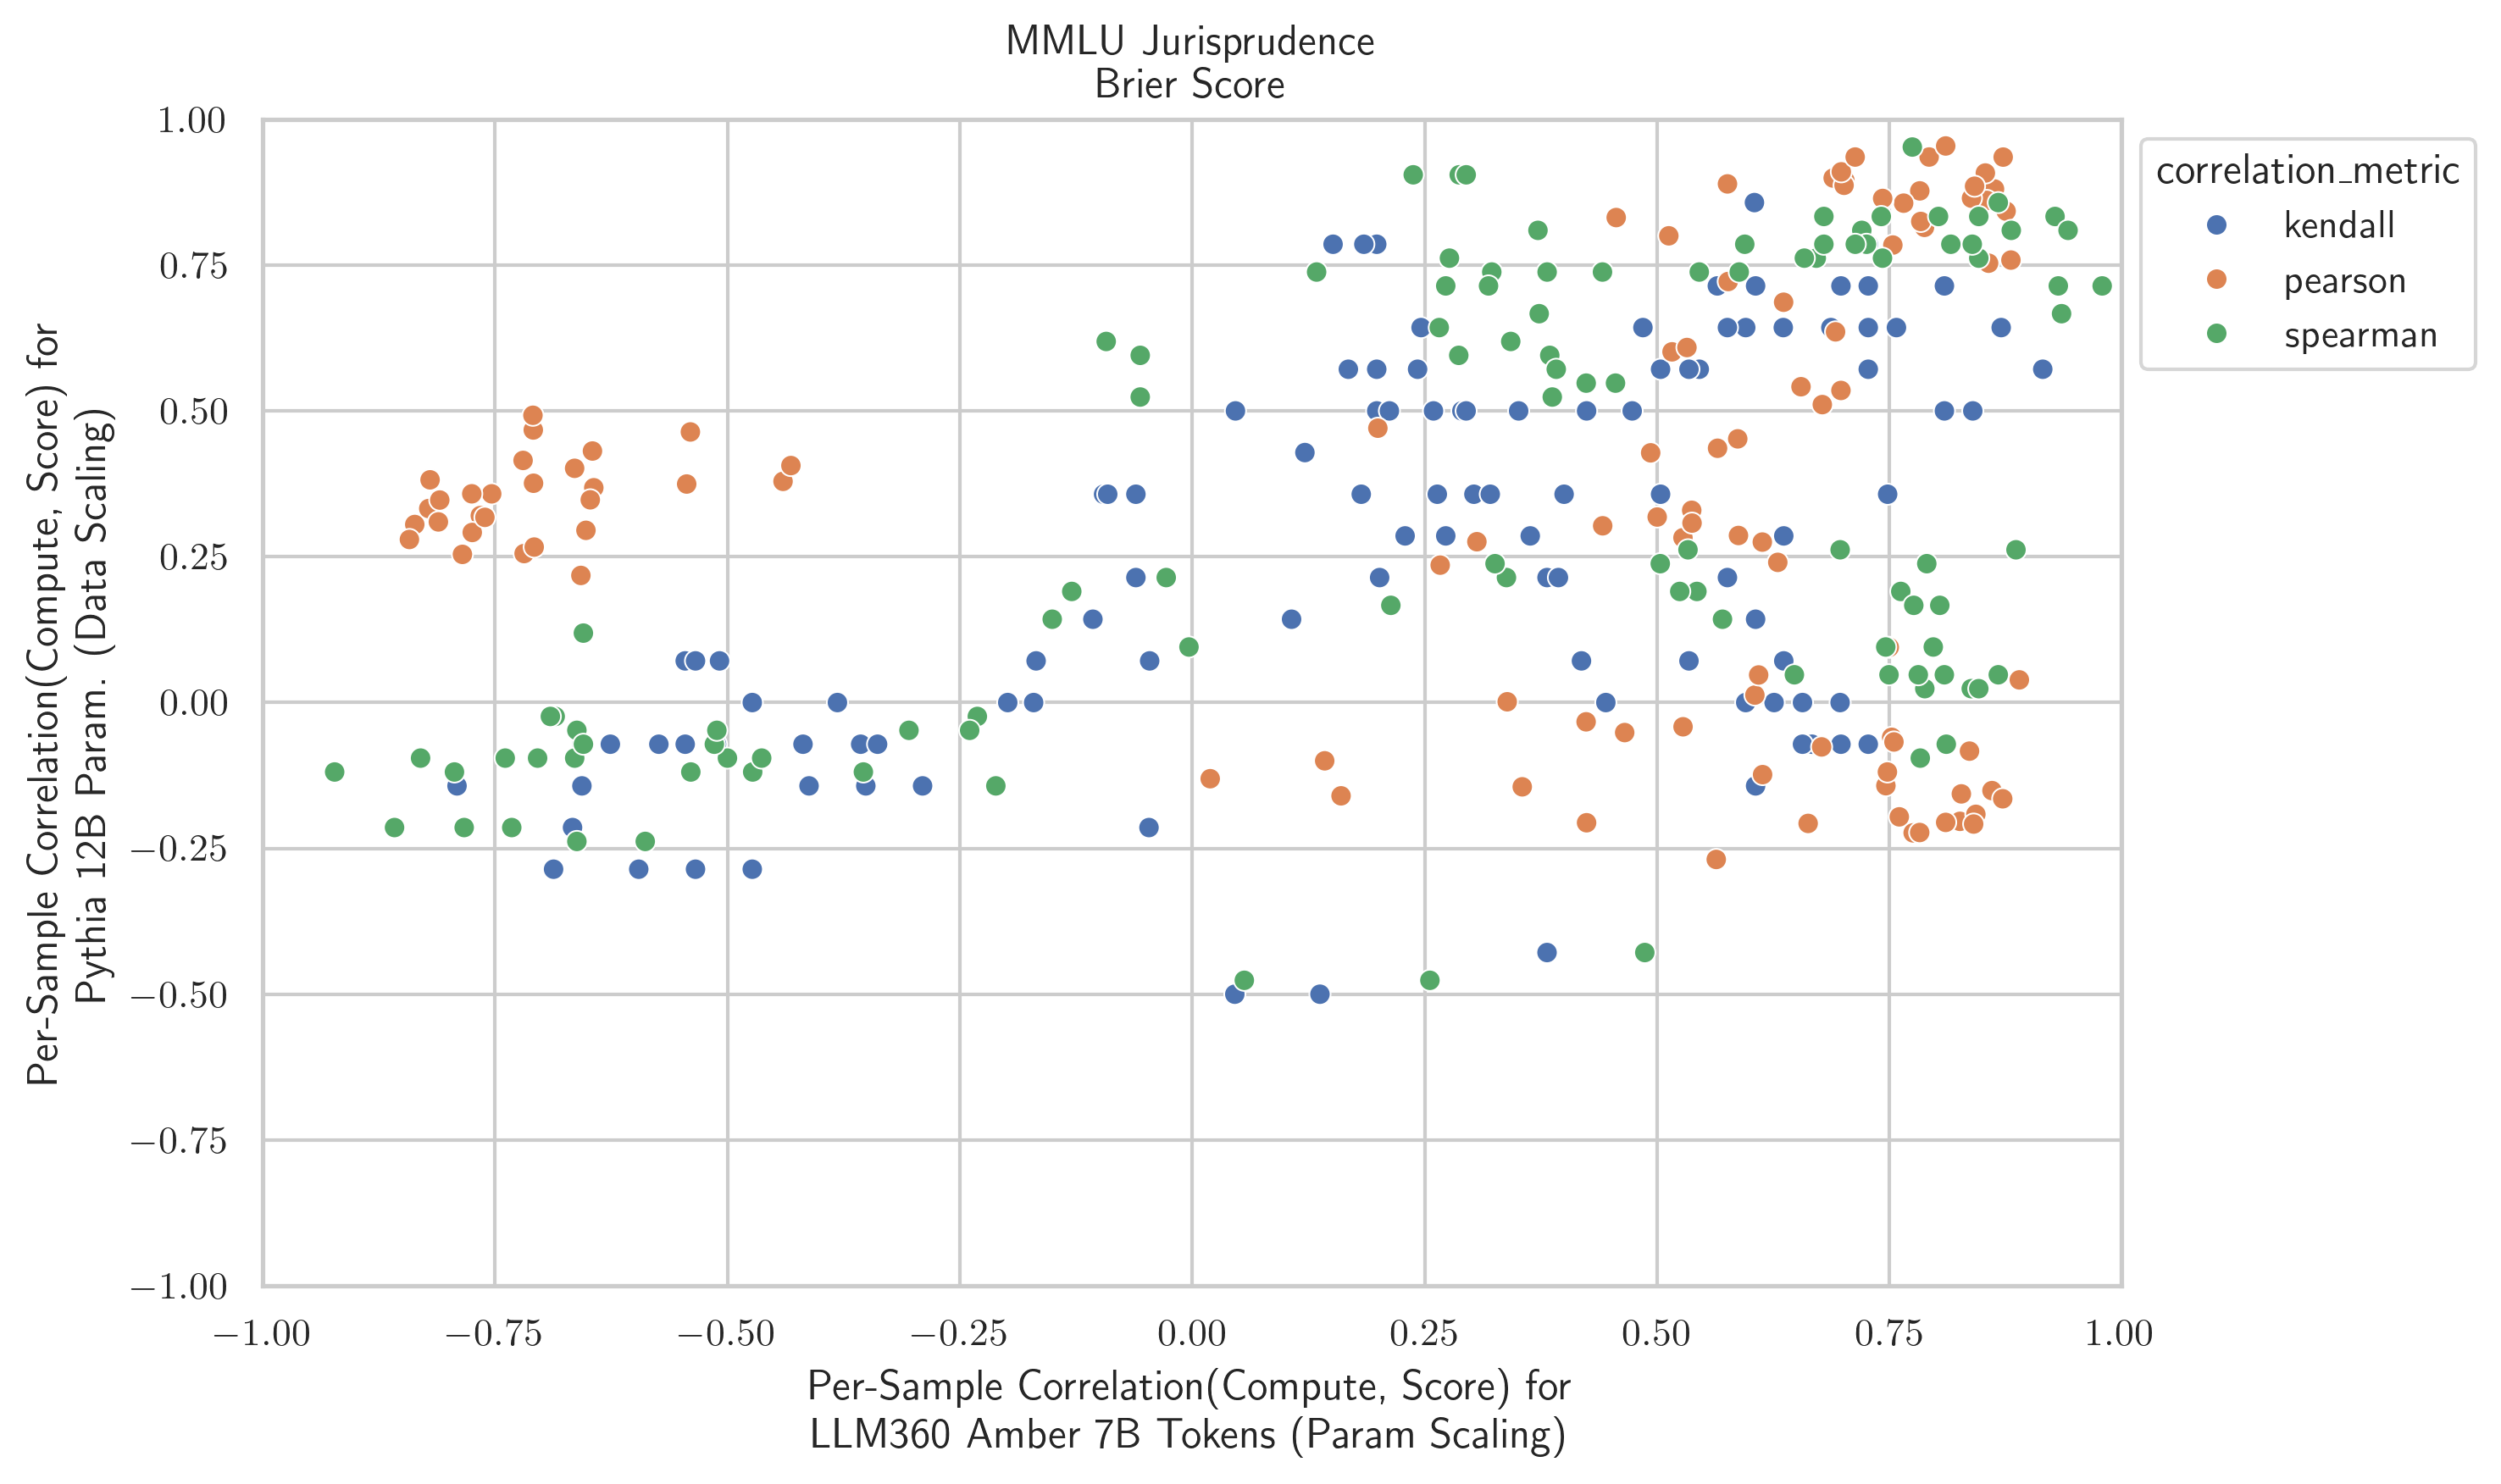 MMLU Jurisprudence
Brier Score
Per-Sample Correlation(Compute, Score) for
Pythia 12B Param. (Data Scaling)
1.00
0.75
0.50
0.25
0.00
−0.25
−0.50
−0.75
−1.00
−1.00 −0.75 −0.50 −0.25 0.00 0.25 0.50 0.75 1.00
Per-Sample Correlation(Compute, Score) for
LLM360 Amber 7B Tokens (Param Scaling)
correlation_metric
kendall
pearson
spearman